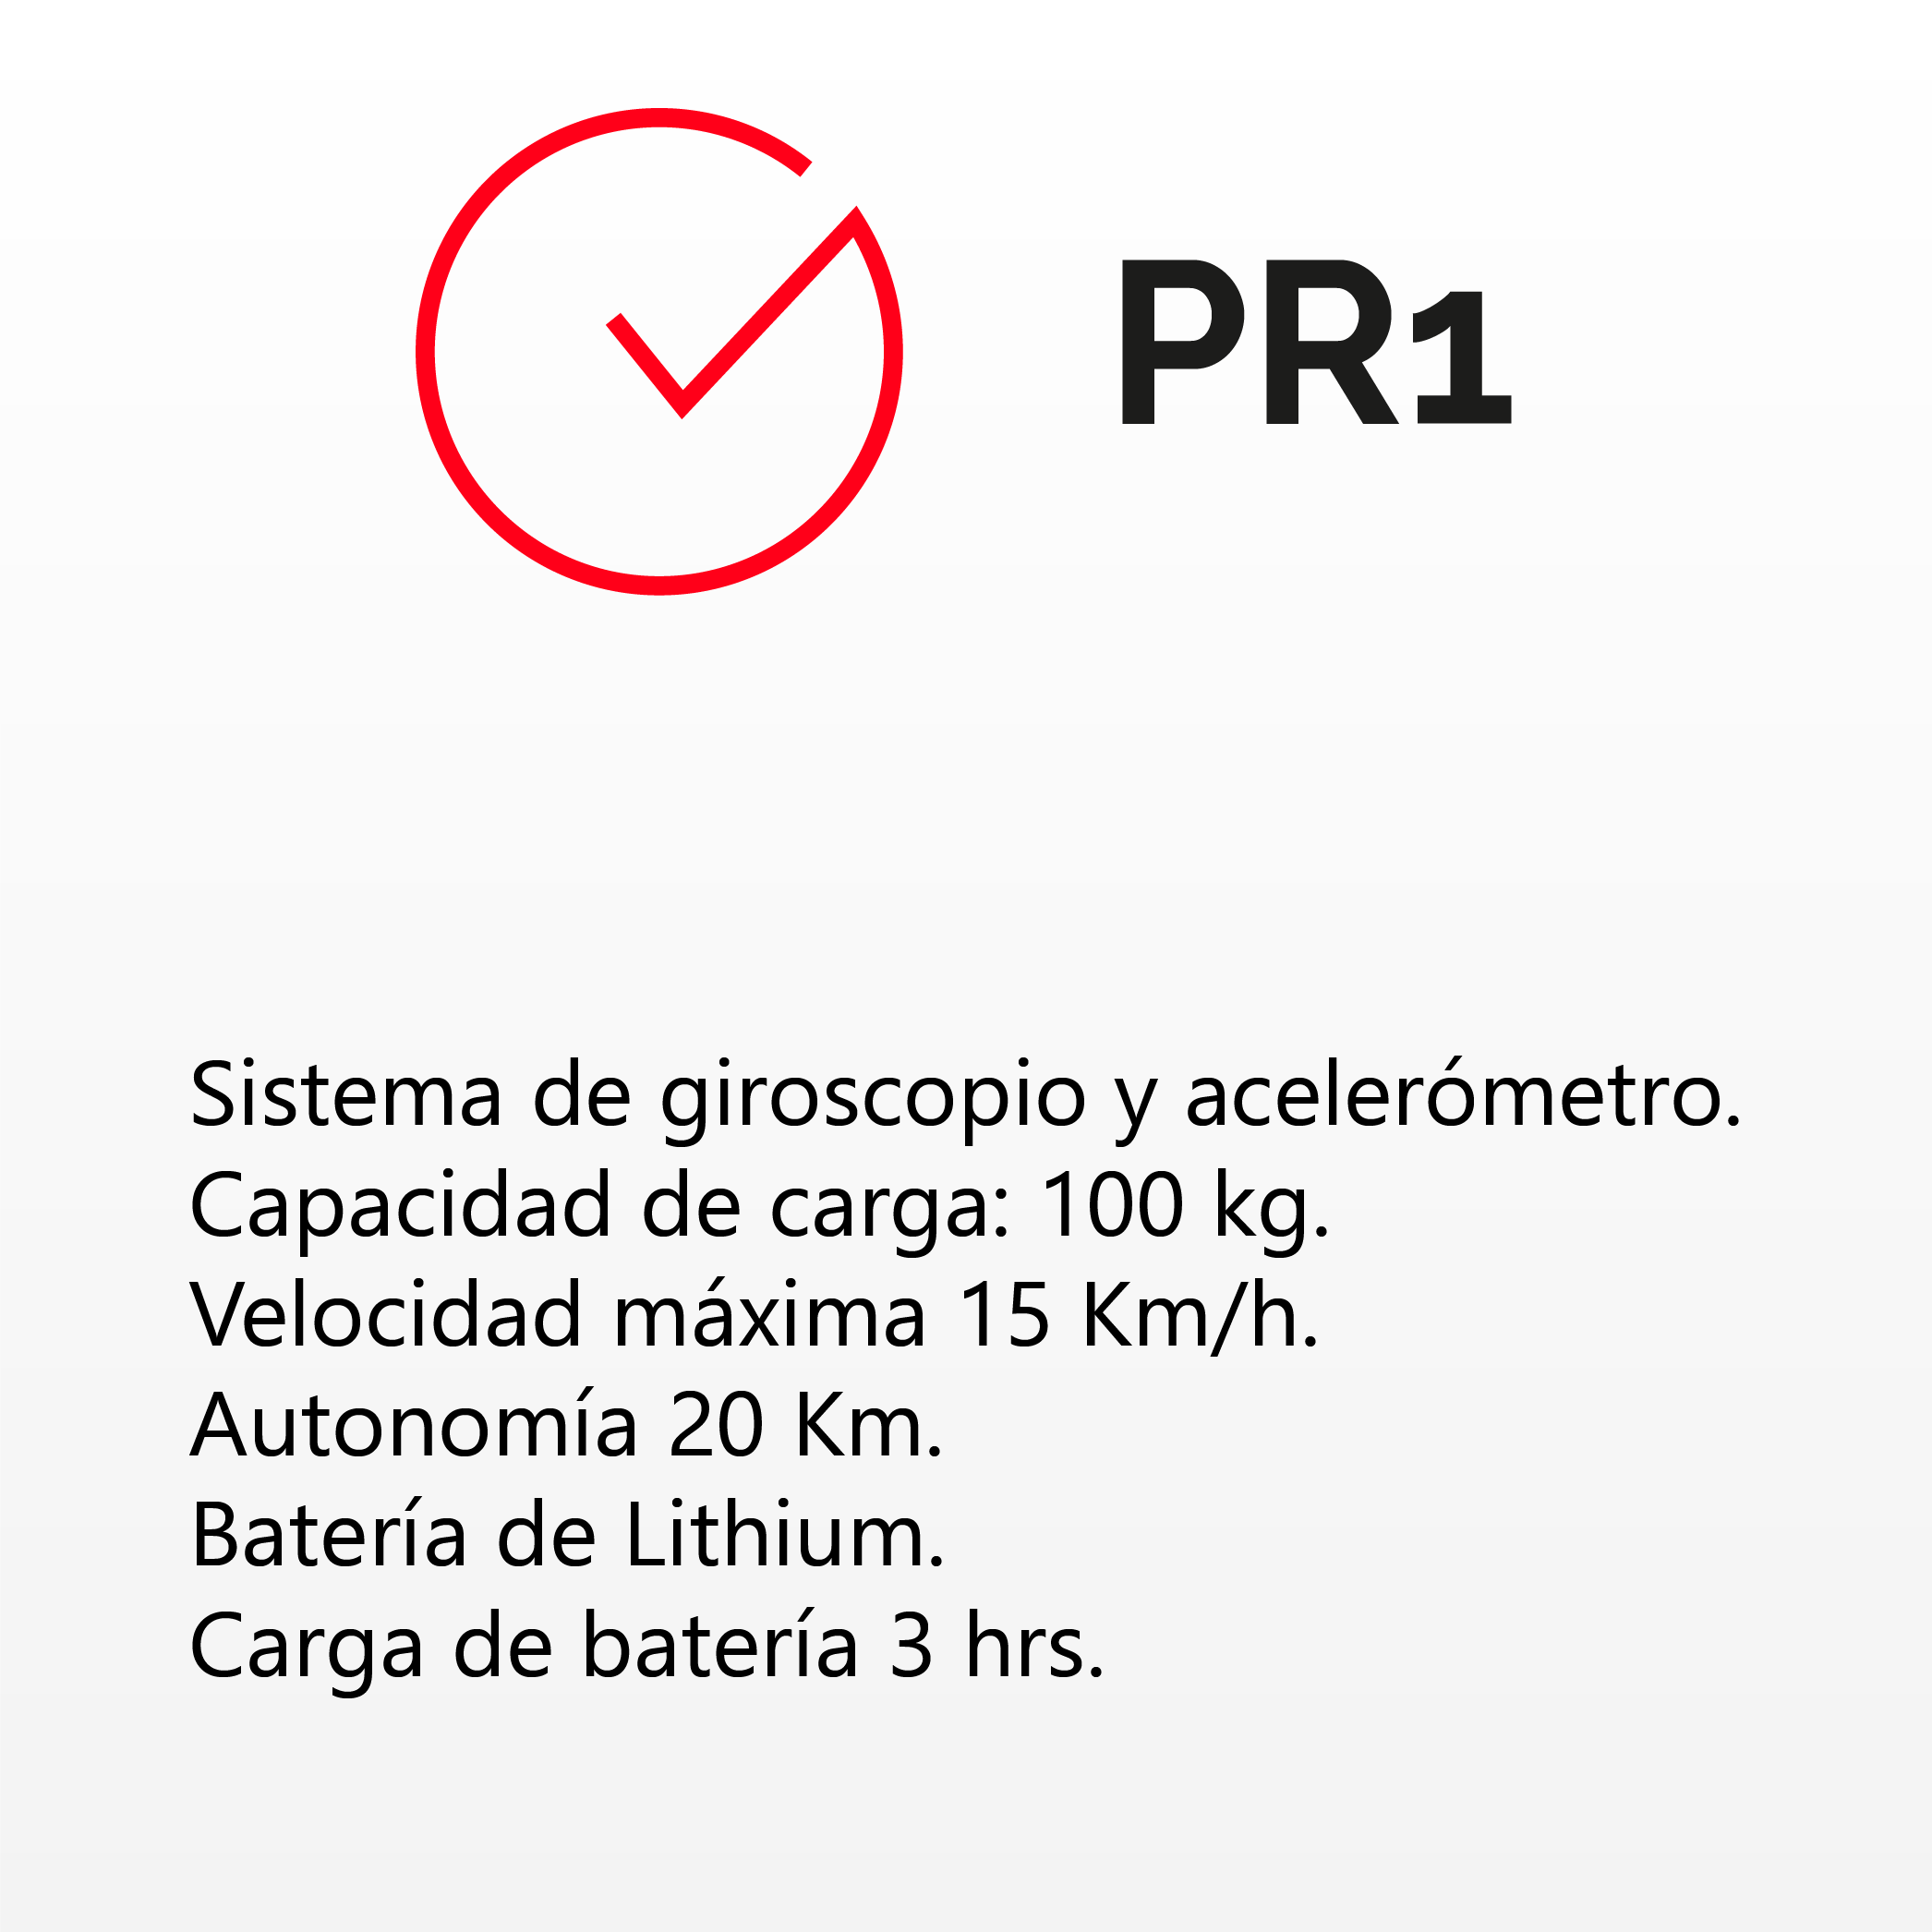 PR1
Sistema de giroscopio y acelerómetro.
Capacidad de carga: 100 kg.
Velocidad máxima 15 Km/h.
Autonomía 20 Km.
Batería de Lithium.
Carga de batería 3 hrs.